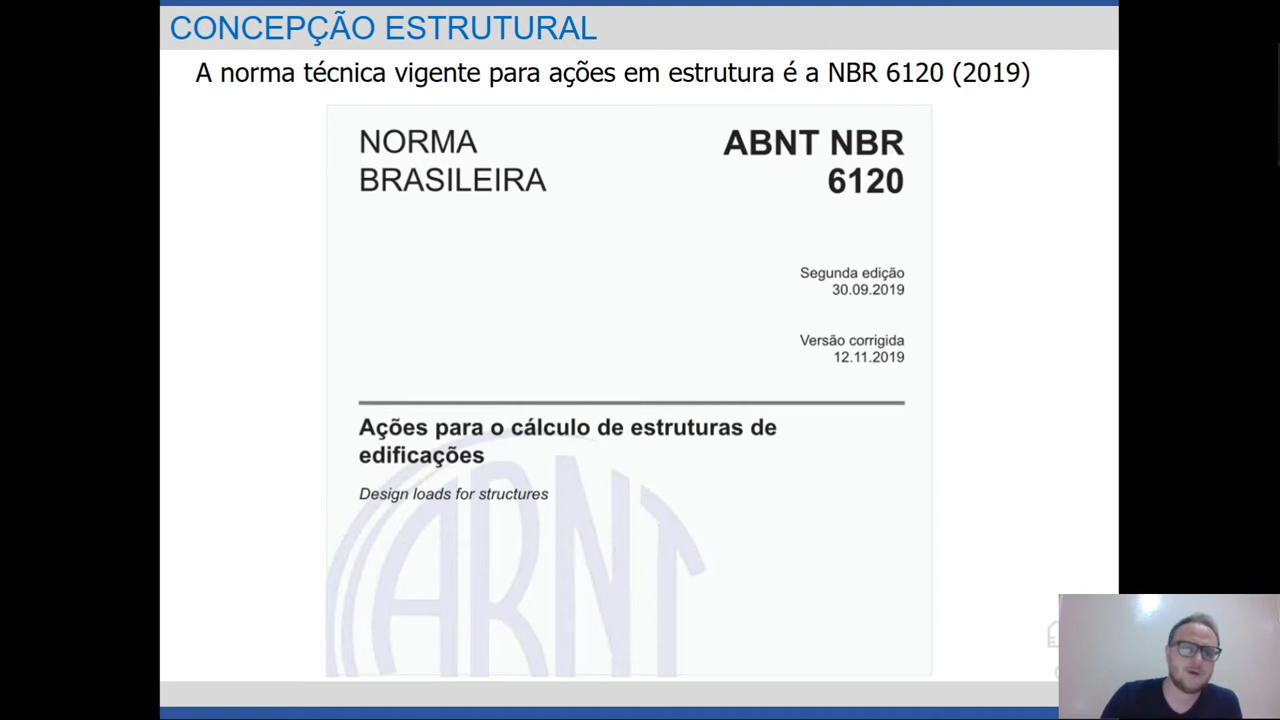 CONCEPÇÃO ESTRUTURAL
A norma técnica vigente para ações em estrutura é a NBR 6120 (2019)
NORMA
BRASILEIRA
ABNT NBR
6120
Segunda edição
30.09.2019
Versão corrigida
12.11.2019
Ações para o cálculo de estruturas de
edificações
Design loads for structures
ABNT